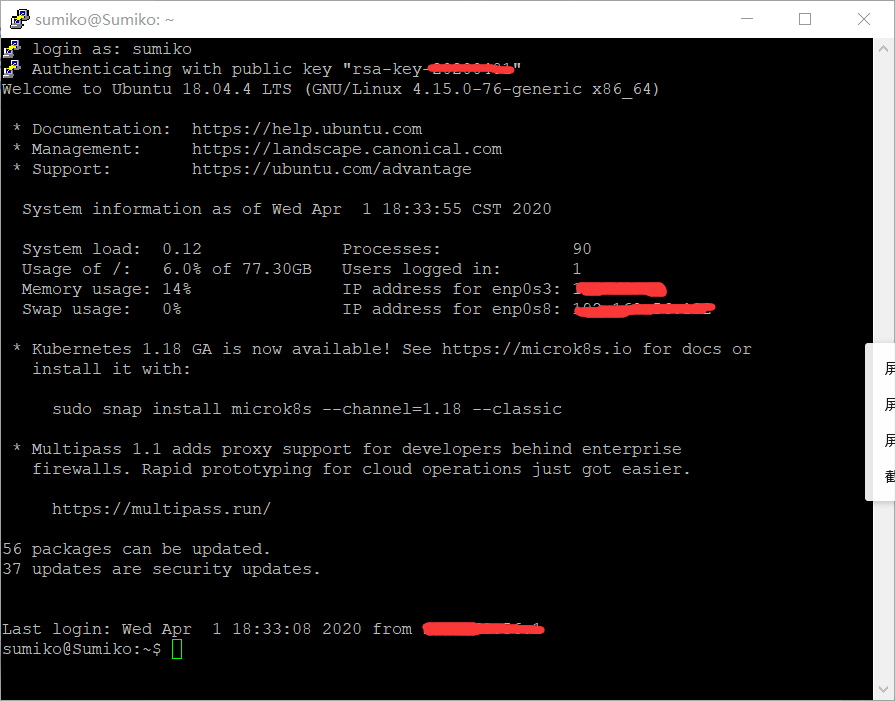 sumiko@Sumiko: ~
login as: sumiko
Authenticating with public key "rsa-key-"
Welcome to Ubuntu 18.04.4 LTS (GNU/Linux 4.15.0-76-generic x86_64)
* Documentation: https://help.ubuntu.com
* Management: https://landscape.canonical.com
* Support: https://ubuntu.com/advantage
System information as of Wed Apr 1 18:33:55 CST 2020
System load: 0.12 Processes: 90
Usage of /: 6.0% of 77.30GB Users logged in: 1
Memory usage: 14% IP address for enp0s3:
Swap usage: 0% IP address for enp0s8:
* Kubernetes 1.18 GA is now available! See https://microk8s.io for docs or
install it with:
sudo snap install microk8s --channel=1.18 --classic
* Multipass 1.1 adds proxy support for developers behind enterprise
firewalls. Rapid prototyping for cloud operations just got easier.
https://multipass.run/
56 packages can be updated.
37 updates are security updates.
Last login: Wed Apr 1 18:33:08 2020 from
sumiko@Sumiko:~$